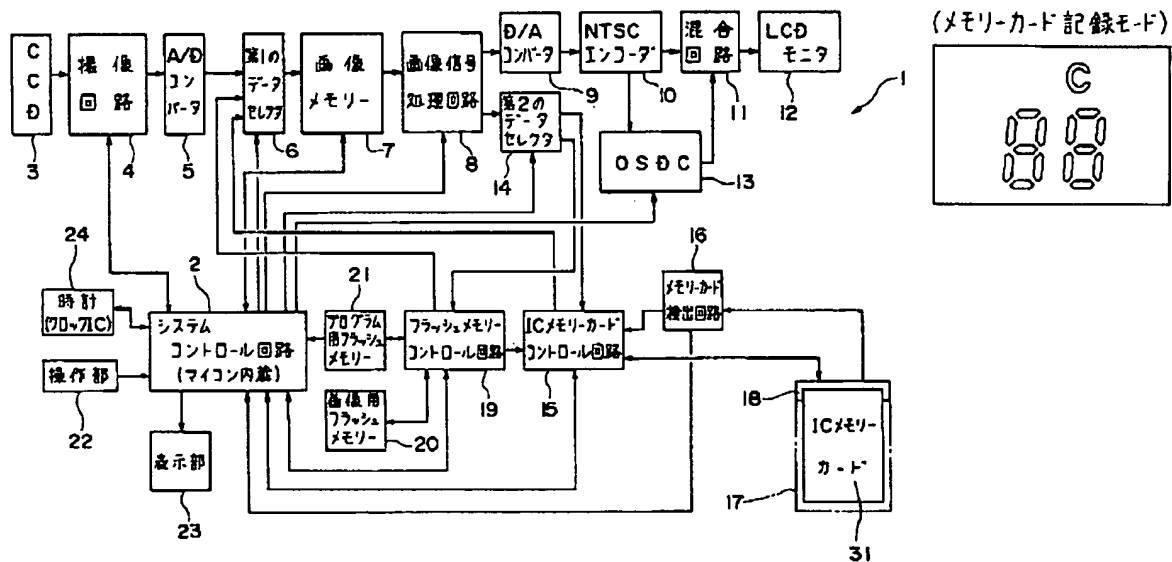 (メモリーカード記録モード)
C
88
1
CCD
3
撮像
回路
4
A/D
コン
バータ
5
第1の
データ
セレクタ
6
画像
メモリー
7
画像信号
処理回路
8
D/A
コンバータ
9
NTSC
エンコーダ
10
混合
回路
11
LCD
モニタ
12
第2の
データ
セレクタ
14
OSDC
13
24
時計
(クロックIC)
操作部
22
2
システム
コントロール回路
(マイコン内蔵)
表示部
23
21
プログラム
用フラッシュ
メモリー
画像用
フラッシュ
メモリー
20
フラッシュメモリー
コントロール回路
19
ICメモリーカード
コントロール回路
15
16
メモリーカード
検出回路
18
ICメモリー
カード
17
31